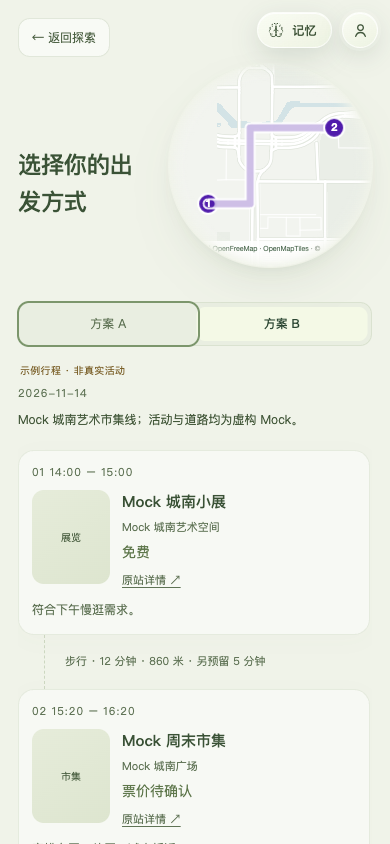 ← 返回探索
记忆
2
1
OpenFreeMap · OpenMapTiles · ©
选择你的出
发方式
方案 A
方案 B
示例行程 · 非真实活动
2026-11-14
Mock 城南艺术市集线；活动与道路均为虚构 Mock。
01 14:00 — 15:00
展览
Mock 城南小展
Mock 城南艺术空间
免费
原站详情 ↗
符合下午慢逛需求。
步行 · 12 分钟 · 860 米 · 另预留 5 分钟
02 15:20 — 16:20
市集
Mock 周末市集
Mock 城南广场
票价待确认
原站详情 ↗